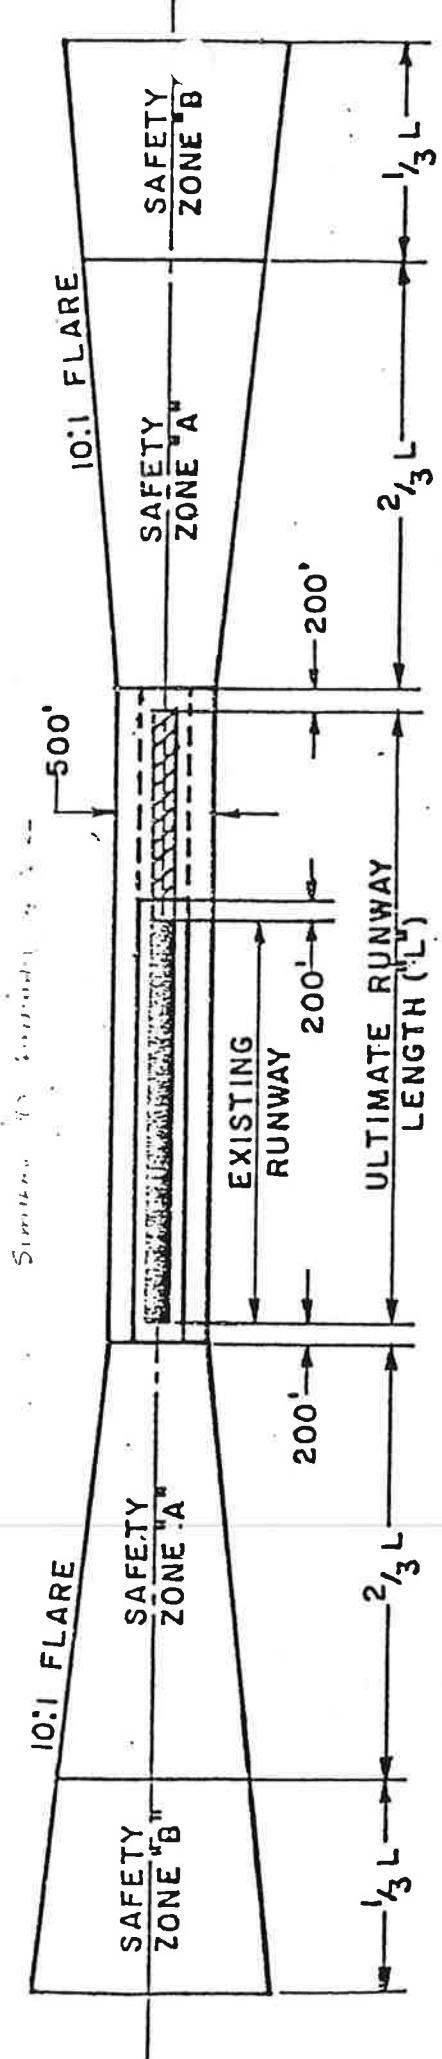 SAFETY
ZONE "B"
10:1 FLARE
SAFETY
ZONE "A"
500'
10:1 FLARE
SAFETY
ZONE "A"
SAFETY
ZONE "B"
200'
200'
EXISTING
RUNWAY
200'
1/3 L
2/3 L
ULTIMATE RUNWAY
LENGTH ("L")
2/3 L
1/3 L